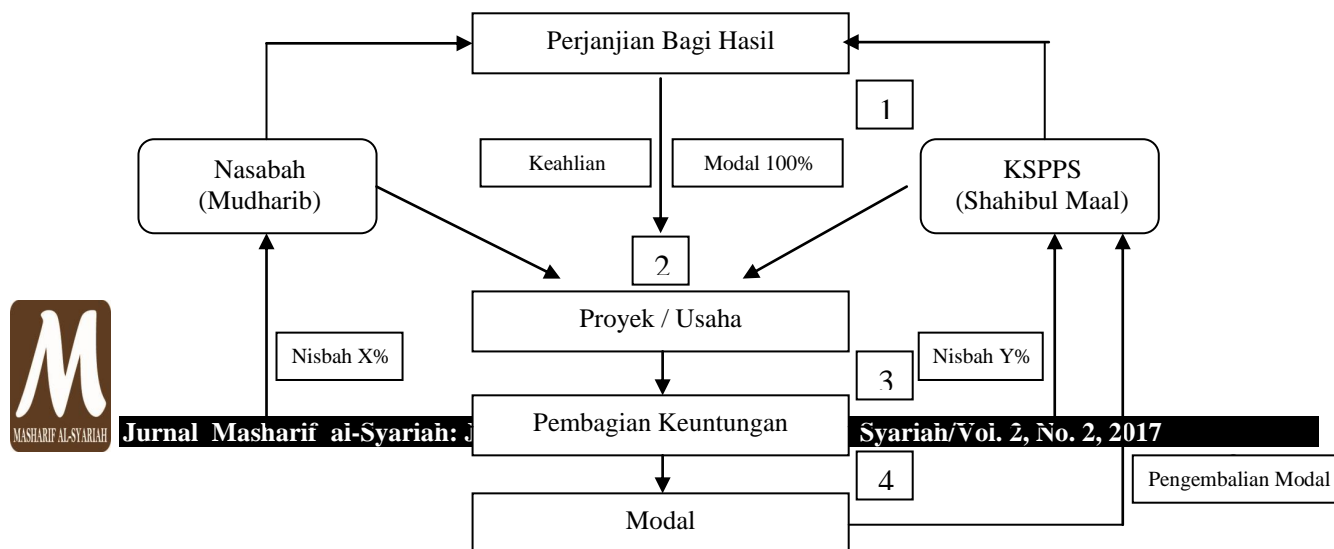 Perjanjian Bagi Hasil
1
Nasabah
(Mudharib)
Keahlian
Modal 100%
KSPPS
(Shahibul Maal)
2
Proyek / Usaha
Nisbah X%
3
Nisbah Y%
M
MASHARIF AL-SYARIAH
Pembagian Keuntungan
Jurnal Masharif al-Syariah: J
Syariah/Vol. 2, No. 2, 2017
4
Pengembalian Modal
Modal